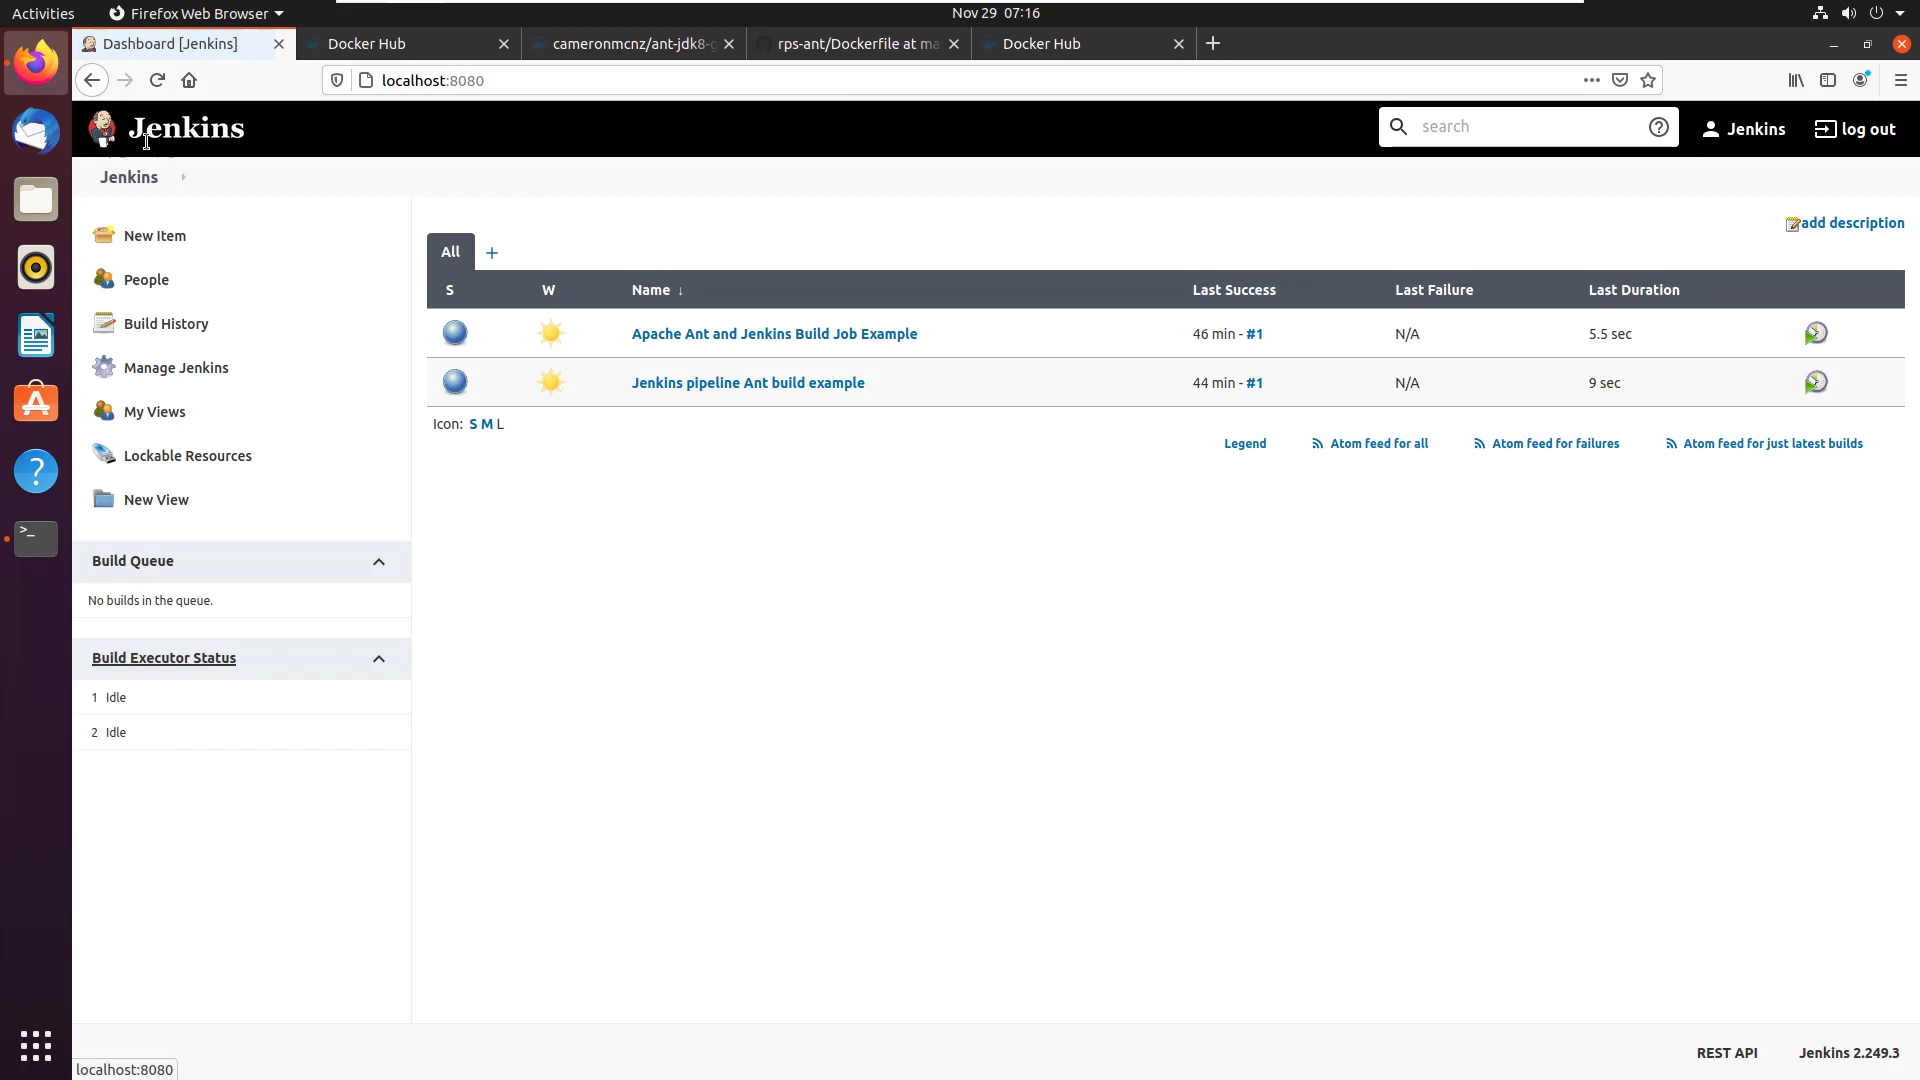 Activities
Firefox Web Browser
Nov 29 07:16
Dashboard [Jenkins]
Docker Hub
cameronmcnz/ant-jdk8-g
rps-ant/Dockerfile at ma
Docker Hub
localhost:8080
Jenkins
search
Jenkins
log out
Jenkins
New Item
People
Build History
Manage Jenkins
My Views
Lockable Resources
New View
Build Queue
No builds in the queue.
Build Executor Status
1 Idle
2 Idle
add description
All +
S W Name ↓ Last Success Last Failure Last Duration
Apache Ant and Jenkins Build Job Example 46 min - #1 N/A 5.5 sec
Jenkins pipeline Ant build example 44 min - #1 N/A 9 sec
Icon: S M L
Legend Atom feed for all Atom feed for failures Atom feed for just latest builds
REST API Jenkins 2.249.3
localhost:8080